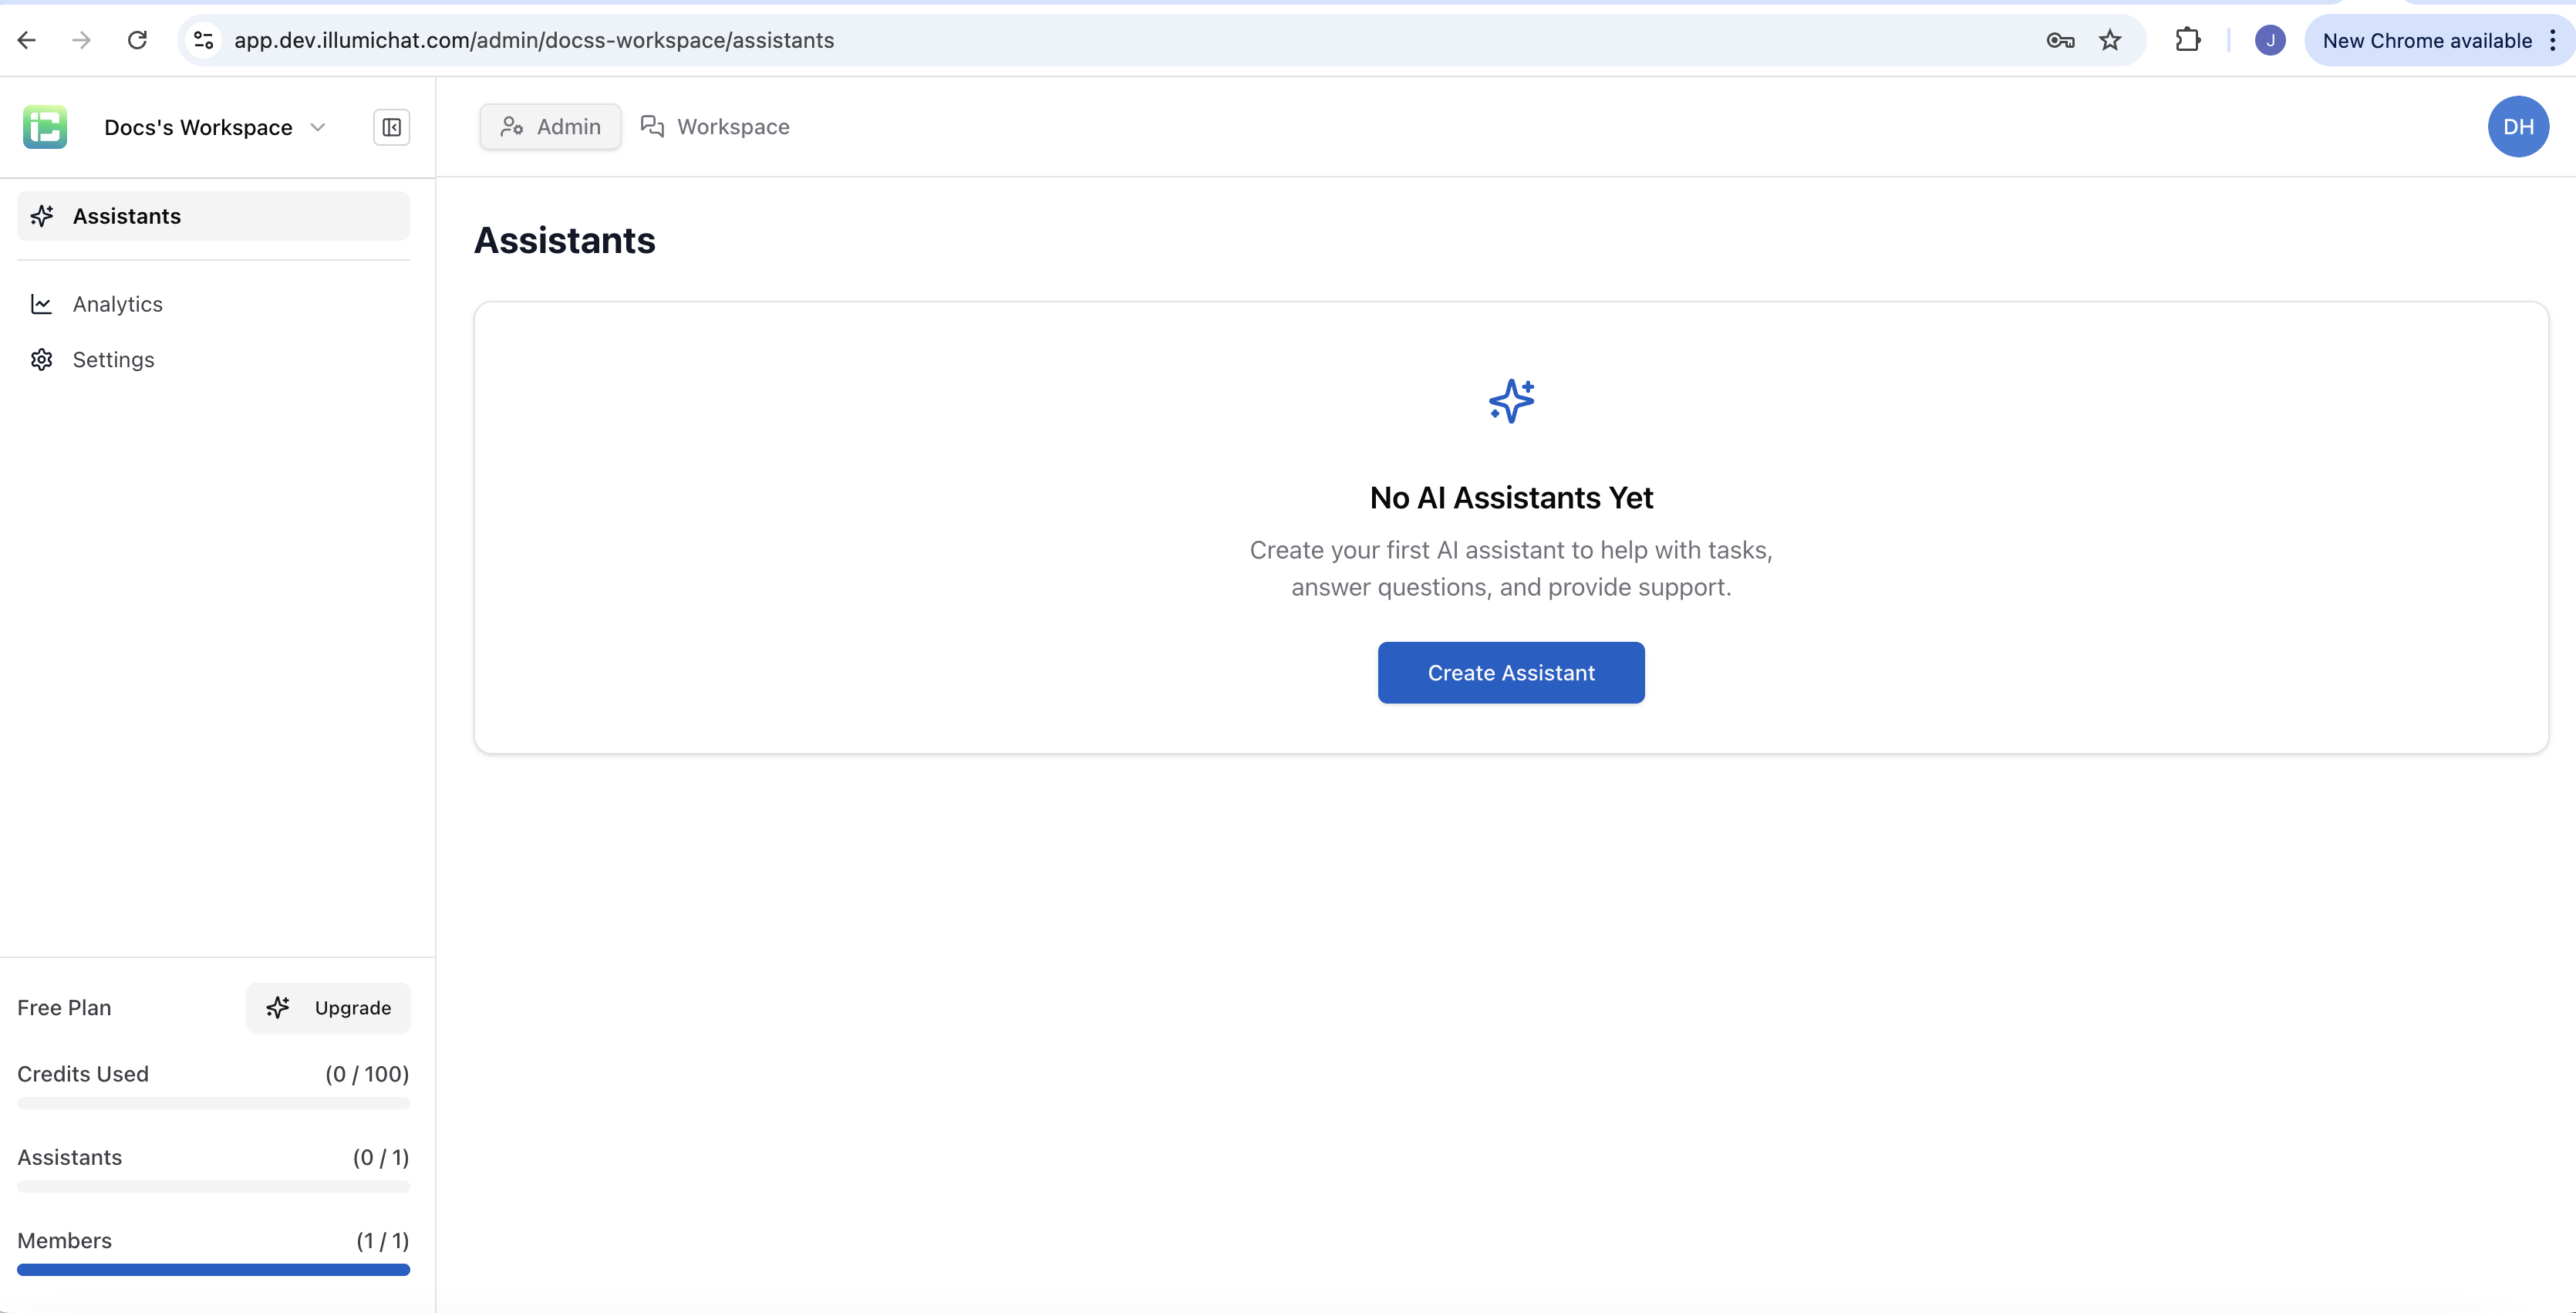 app.dev.illumichat.com/admin/docss-workspace/assistants
J
New Chrome available
Docs's Workspace
Admin
Workspace
DH
Assistants
Analytics
Settings
Assistants
No AI Assistants Yet
Create your first AI assistant to help with tasks,
answer questions, and provide support.
Create Assistant
Free Plan
Upgrade
Credits Used (0 / 100)
Assistants (0 / 1)
Members (1 / 1)